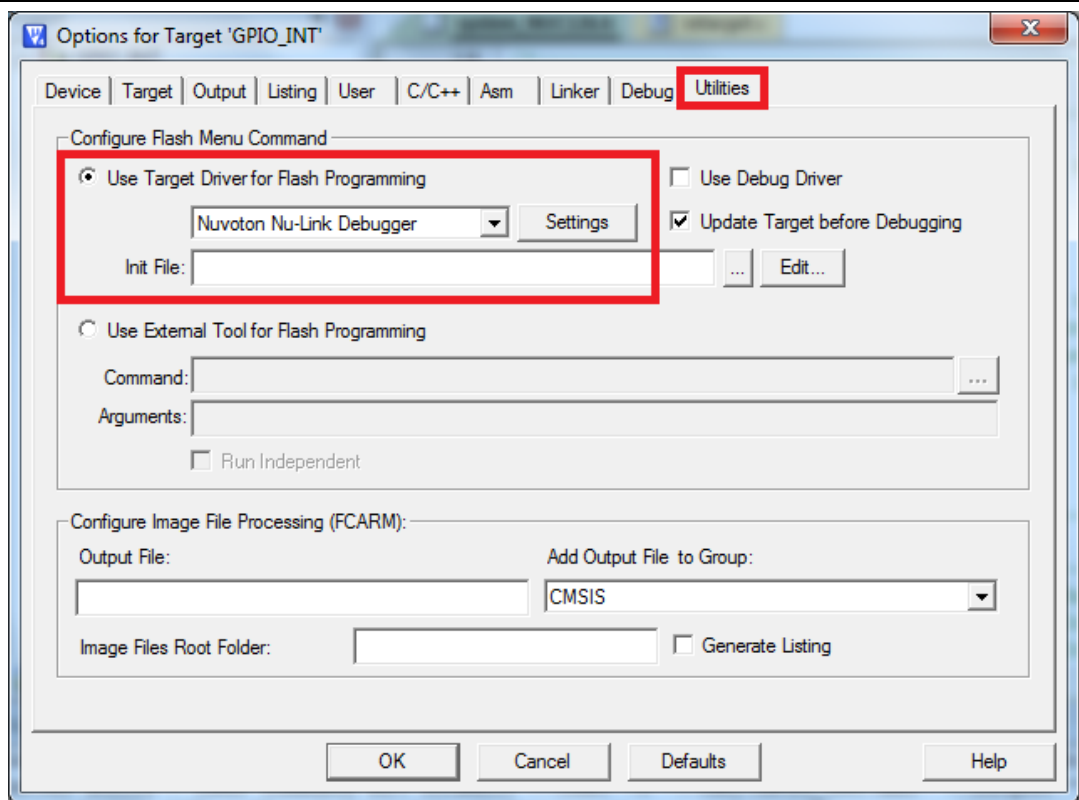 Options for Target 'GPIO_INT'
Device Target Output Listing User C/C++ Asm Linker Debug Utilities
Configure Flash Menu Command
Use Target Driver for Flash Programming Use Debug Driver
Nuvoton Nu-Link Debugger Settings Update Target before Debugging
Init File: ... Edit...
Use External Tool for Flash Programming
Command: ...
Arguments:
Run Independent
Configure Image File Processing (FCARM):
Output File: Add Output File to Group:
CMSIS
Image Files Root Folder: Generate Listing
OK Cancel Defaults Help